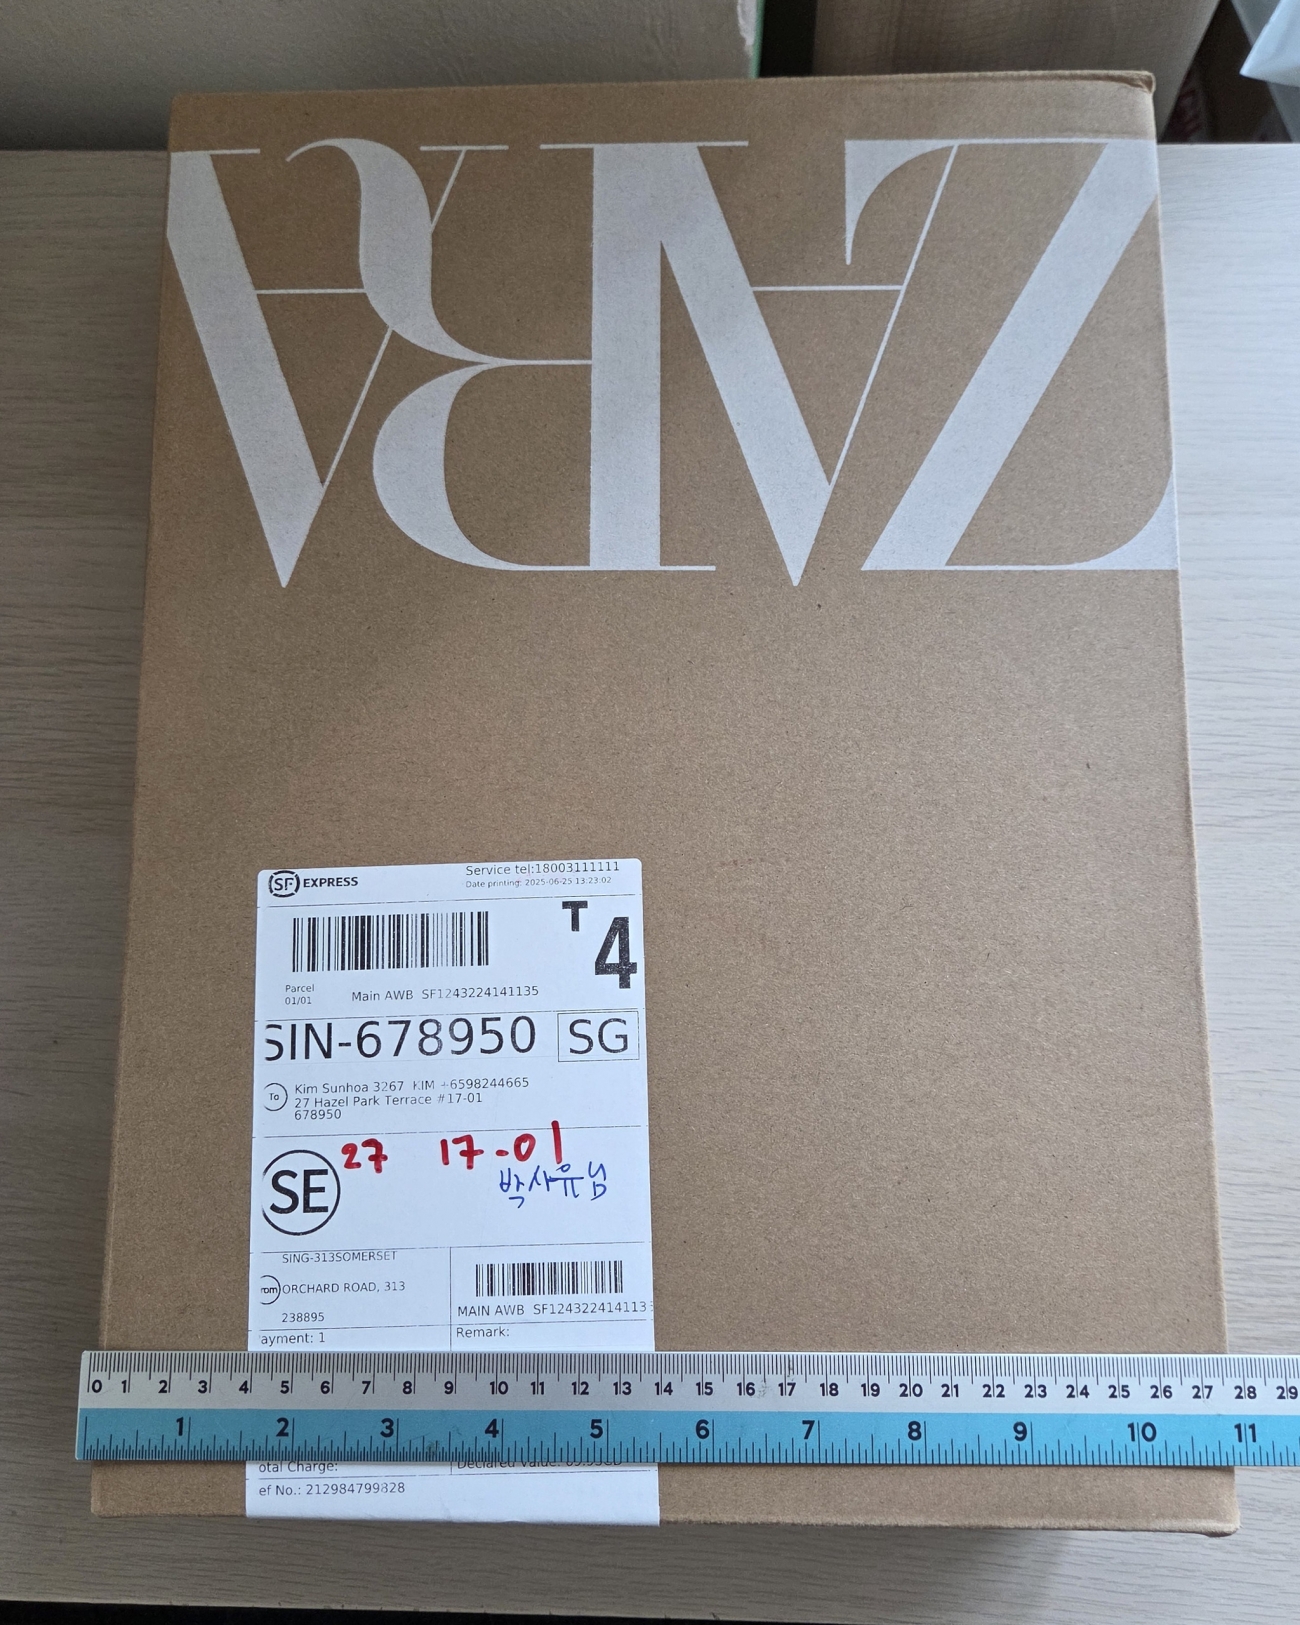 ZARA
SF EXPRESS
Service tel:18003111111
Date printing: 2025-06-25 13:23:02
T
4
Parcel
01/01
Main AWB SF1243224141135
SIN-678950
SG
To
Kim Sunhoa 3267 KIM +6598244665
27 Hazel Park Terrace #17-01
678950
27 17-01
SE
SING-313SOMERSET
rom
ORCHARD ROAD, 313
238895
MAIN AWB SF124322414113
ayment: 1
Remark:
0 1 2 3 4 5 6 7 8 9 10 11 12 13 14 15 16 17 18 19 20 21 22 23 24 25 26 27 28 29
1 2 3 4 5 6 7 8 9 10 11
otal Charge:
Declared Value:
ef No.: 212984799828